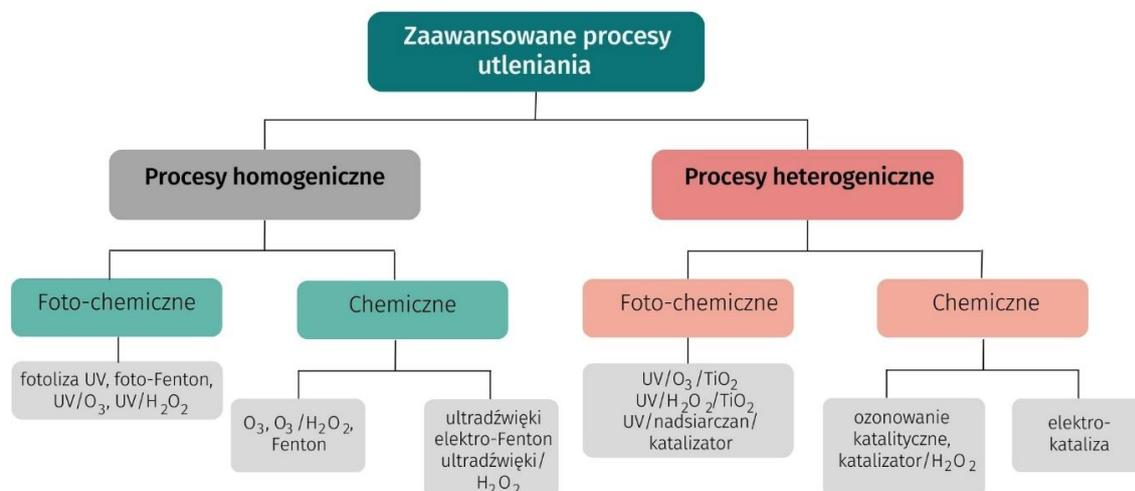 Zaawansowane procesy
utleniania
Procesy homogeniczne
Procesy heterogeniczne
Foto-chemiczne
Chemiczne
Foto-chemiczne
Chemiczne
fotoliza UV, foto-Fenton,
UV/O₃, UV/H₂O₂
O₃, O₃/H₂O₂,
Fenton
ultradźwięki
elektro-Fenton
ultradźwięki/
H₂O₂
UV/O₃/TiO₂
UV/H₂O₂/TiO₂
UV/nadsiarczan/
katalizator
ozonowanie
katalityczne,
katalizator/H₂O₂
elektro-
kataliza